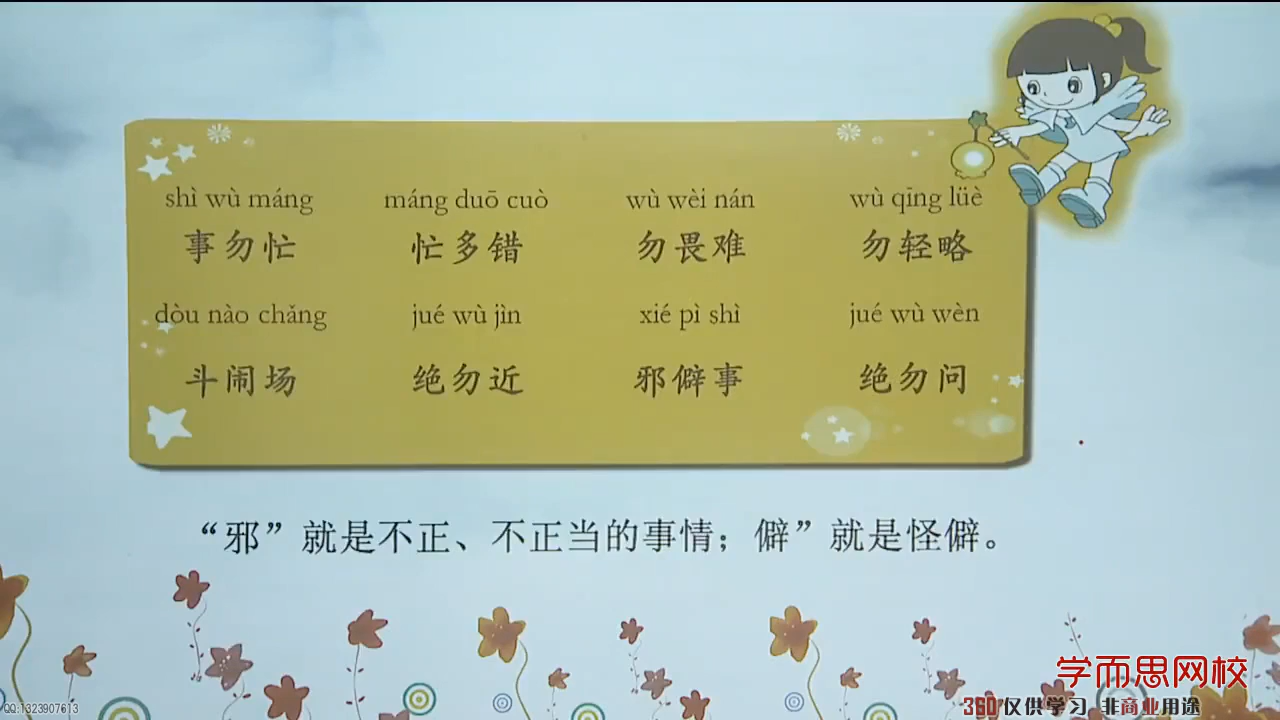 shì wù máng máng duō cuò wù wèi nán wù qīng lüè
事勿忙 忙多错 勿畏难 勿轻略
dòu nào chǎng jué wù jìn xié pì shì jué wù wèn
斗闹场 绝勿近 邪僻事 绝勿问
“邪”就是不正、不正当的事情；僻”就是怪僻。
学而思网校
QQ:1323907613
360仅供学习 非商业用途